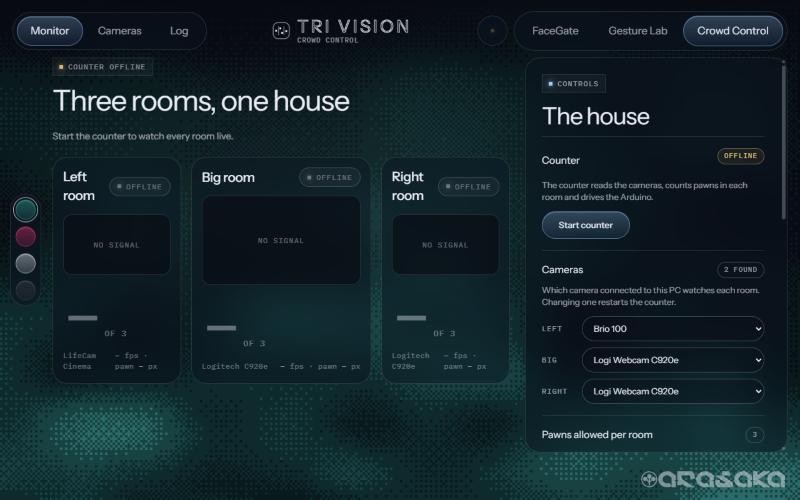 Monitor
Cameras
Log
TRI VISION
CROWD CONTROL
FaceGate
Gesture Lab
Crowd Control
COUNTER OFFLINE
Three rooms, one house
Start the counter to watch every room live.
Left room
OFFLINE
NO SIGNAL
OF 3
LifeCam Cinema
— fps · pawn — px
Big room
OFFLINE
NO SIGNAL
OF 3
Logitech C920e
— fps · pawn — px
Right room
OFFLINE
NO SIGNAL
OF 3
Logitech C920e
— fps · pawn — px
CONTROLS
The house
Counter
OFFLINE
The counter reads the cameras, counts pawns in each
room and drives the Arduino.
Start counter
Cameras
2 FOUND
Which camera connected to this PC watches each room.
Changing one restarts the counter.
LEFT
Brio 100
BIG
Logi Webcam C920e
RIGHT
Logi Webcam C920e
Pawns allowed per room
3
arasaka